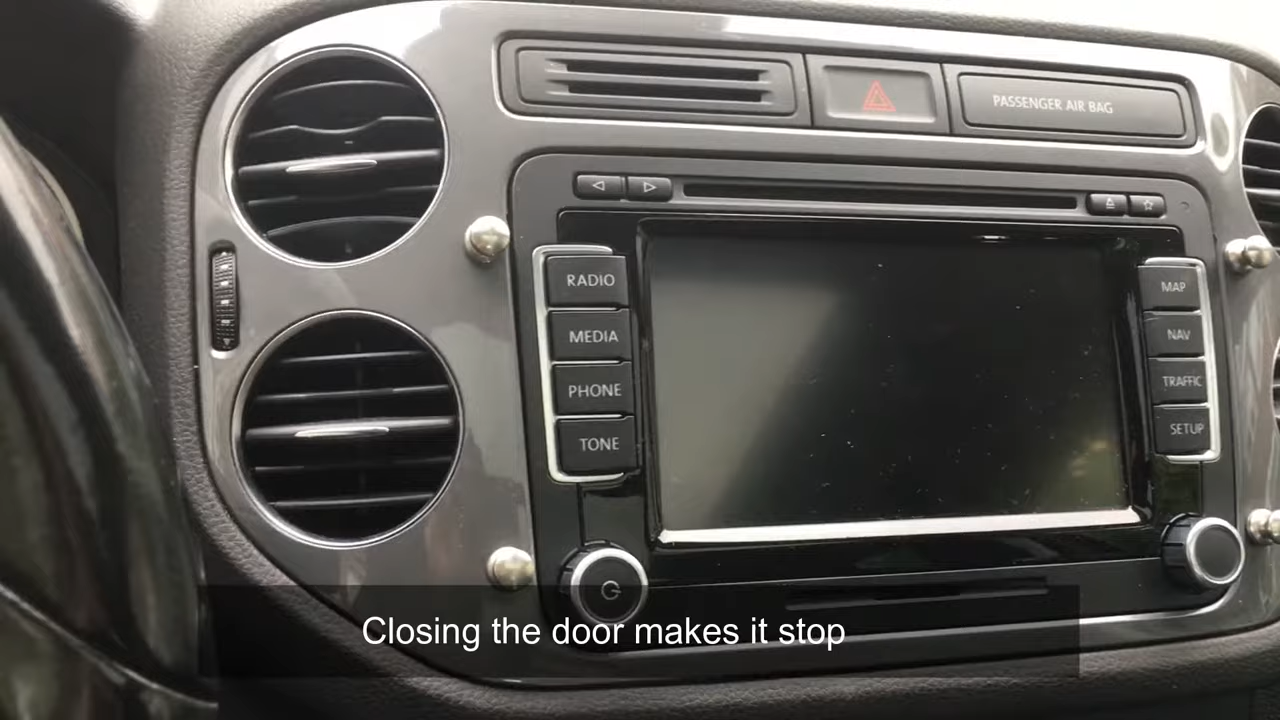 PASSENGER AIR BAG
RADIO
MEDIA
PHONE
TONE
MAP
NAV
TRAFFIC
SETUP
Closing the door makes it stop